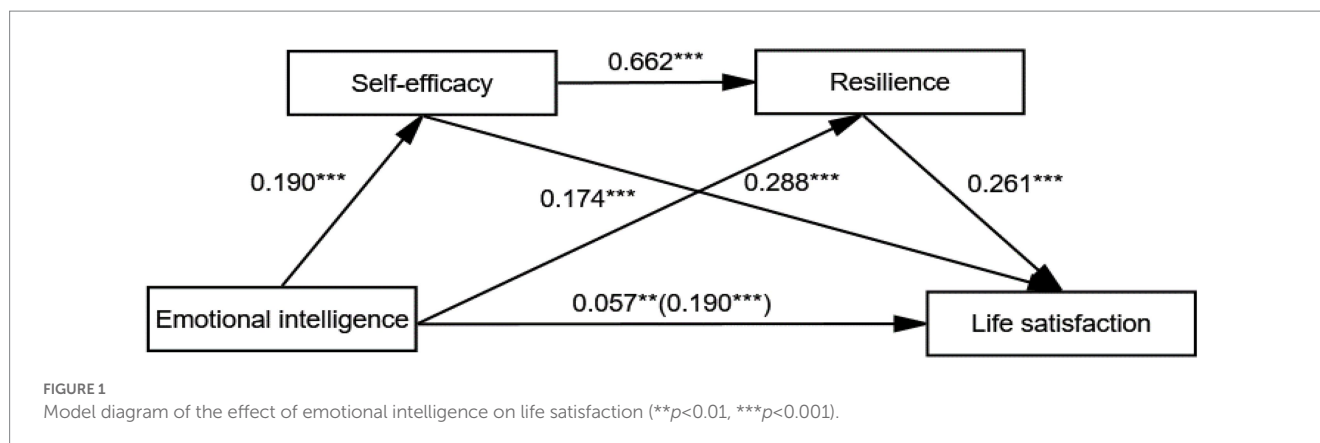 0.662***
Self-efficacy
Resilience
0.190***
0.174***
0.288***
0.261***
0.057**(0.190***)
Emotional intelligence
Life satisfaction
FIGURE 1
Model diagram of the effect of emotional intelligence on life satisfaction (**p<0.01, ***p<0.001).